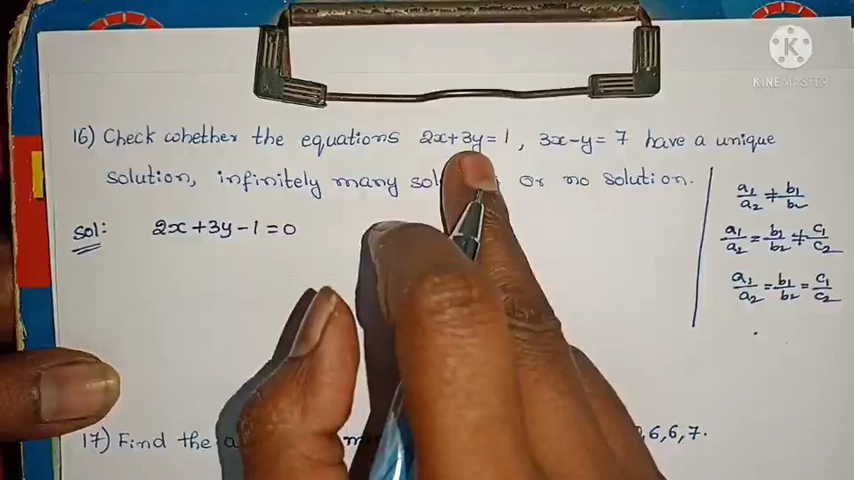 K
KINEMASTER
16) Check whether the equations 2x+3y=1, 3x-y=7 have a unique
solution, infinitely many or no solution.
a₁/a₂ ≠ b₁/b₂
a₁/a₂ = b₁/b₂ ≠ c₁/c₂
a₁/a₂ = b₁/b₂ = c₁/c₂
Sol: 2x+3y-1=0
17) Find the 6,6,7.